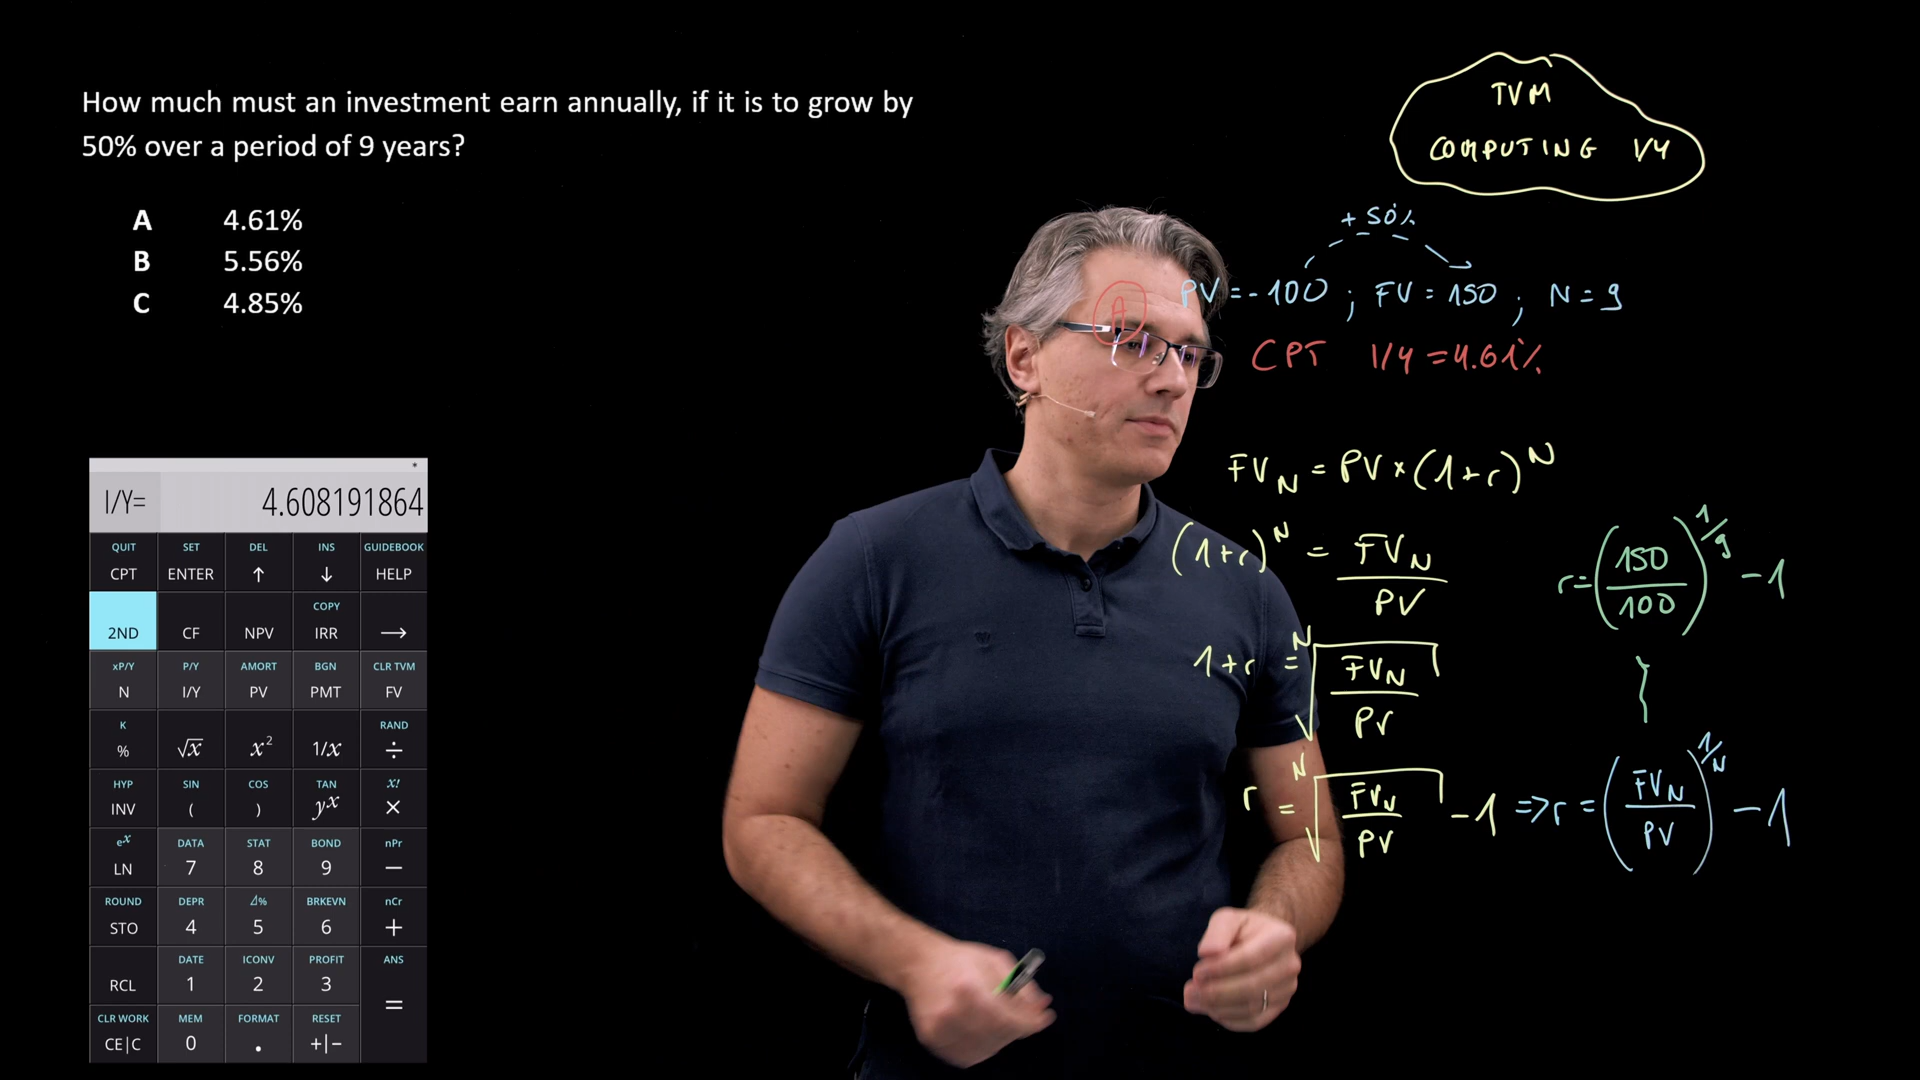 How much must an investment earn annually, if it is to grow by
50% over a period of 9 years?
A 4.61%
B 5.56%
C 4.85%
TVM
COMPUTING I/Y
+ 50%
PV = -100 ; FV = 150 ; N = 9
A
CPT I/Y = 4.61%
FV_N = PV × (1+r)^N
(1+r)^N = FV_N / PV
1+r = ^N√(FV_N / PV)
r = ^N√(FV_N / PV) - 1 => r = (FV_N / PV)^(1/N) - 1
r = (150 / 100)^(1/9) - 1
*
I/Y= 4.608191864
QUIT SET DEL INS GUIDEBOOK
CPT ENTER ↑ ↓ HELP
COPY
2ND CF NPV IRR →
xP/Y P/Y AMORT BGN CLR TVM
N I/Y PV PMT FV
K RAND
% √x x² 1/x ÷
HYP SIN COS TAN x!
INV ( ) yˣ ×
eˣ DATA STAT BOND nPr
LN 7 8 9 −
ROUND DEPR Δ% BRKEVN nCr
STO 4 5 6 +
DATE ICONV PROFIT ANS
RCL 1 2 3 =
CLR WORK MEM FORMAT RESET
CE|C 0 . +|−